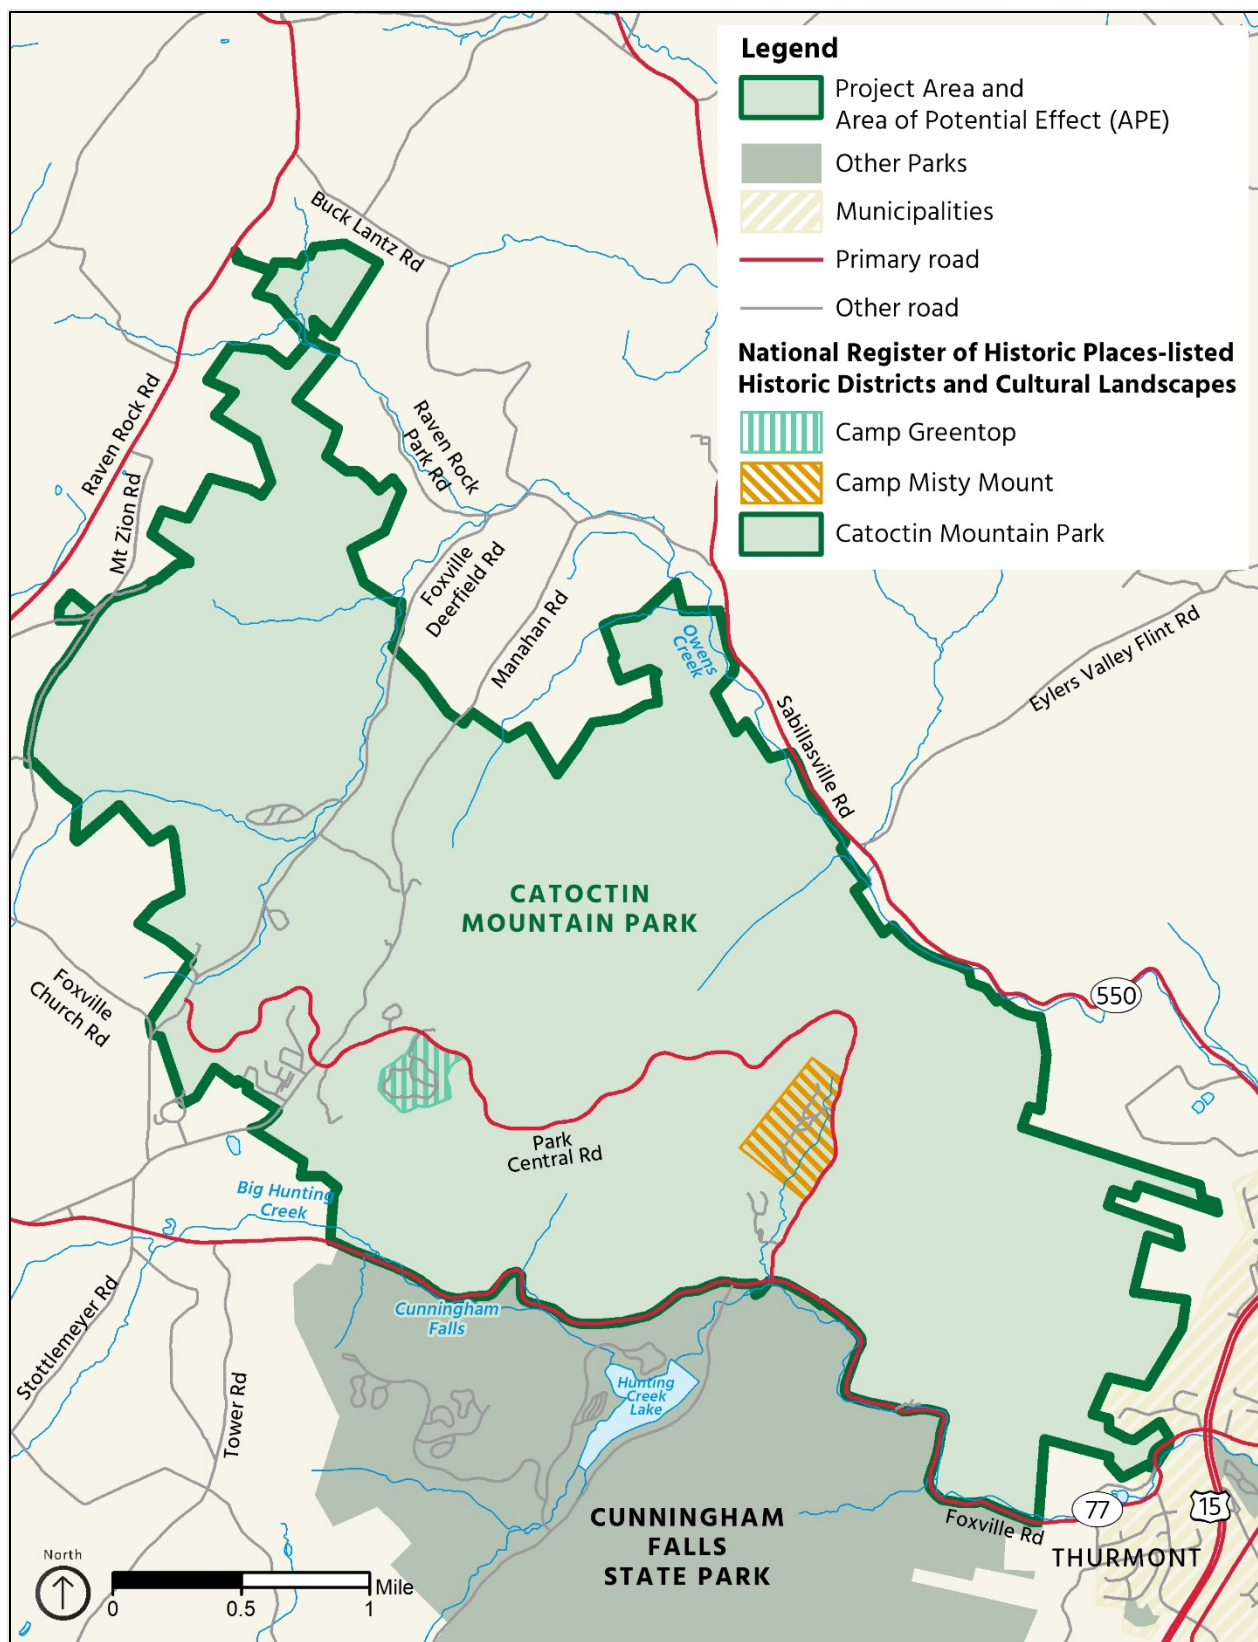 Legend
Project Area and
Area of Potential Effect (APE)
Other Parks
Municipalities
Primary road
Other road
National Register of Historic Places-listed
Historic Districts and Cultural Landscapes
Camp Greentop
Camp Misty Mount
Catoctin Mountain Park
Buck Lantz Rd
Raven Rock Rd
Mt Zion Rd
Raven Rock
Park Rd
Foxville
Deerfield Rd
Manahan Rd
Owens
Creek
Sabillasville Rd
Eylers Valley Flint Rd
CATOCTIN
MOUNTAIN PARK
Foxville
Church Rd
550
Park
Central Rd
Big Hunting
Creek
Cunningham
Falls
Stottlemeyer Rd
Tower Rd
Hunting
Creek
Lake
CUNNINGHAM
FALLS
STATE PARK
Foxville Rd
77
15
THURMONT
North
0
0.5
1
Mile